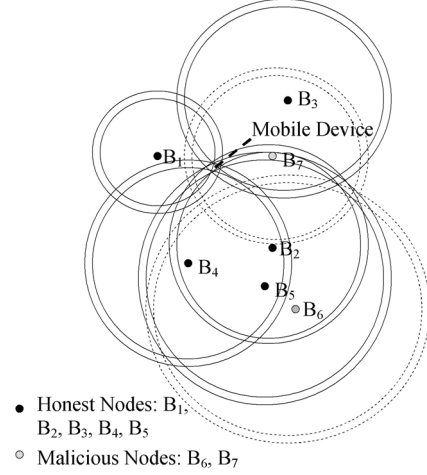 B3
Mobile Device
B1
B7
B2
B4
B5
B6
Honest Nodes: B1,
B2, B3, B4, B5
Malicious Nodes: B6, B7